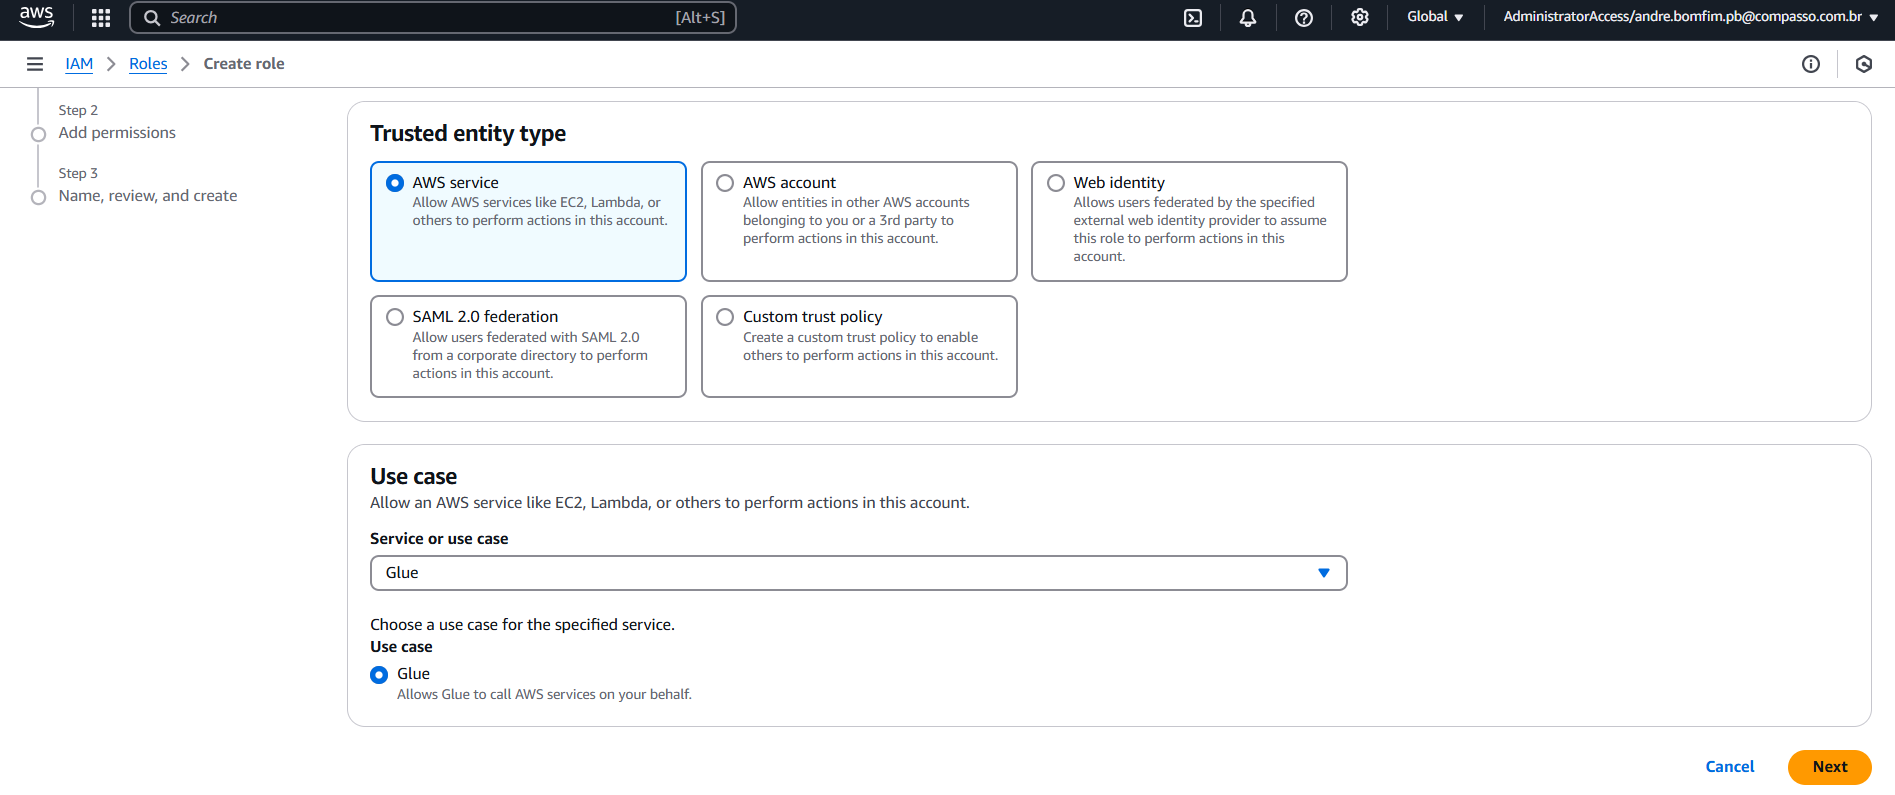 aws
Search
[Alt+S]
Global
AdministratorAccess/andre.bomfim.pb@compasso.com.br
IAM
Roles
Create role
Step 2
Add permissions
Step 3
Name, review, and create
Trusted entity type
AWS service
Allow AWS services like EC2, Lambda, or
others to perform actions in this account.
AWS account
Allow entities in other AWS accounts
belonging to you or a 3rd party to
perform actions in this account.
Web identity
Allows users federated by the specified
external web identity provider to assume
this role to perform actions in this
account.
SAML 2.0 federation
Allow users federated with SAML 2.0
from a corporate directory to perform
actions in this account.
Custom trust policy
Create a custom trust policy to enable
others to perform actions in this account.
Use case
Allow an AWS service like EC2, Lambda, or others to perform actions in this account.
Service or use case
Glue
Choose a use case for the specified service.
Use case
Glue
Allows Glue to call AWS services on your behalf.
Cancel
Next